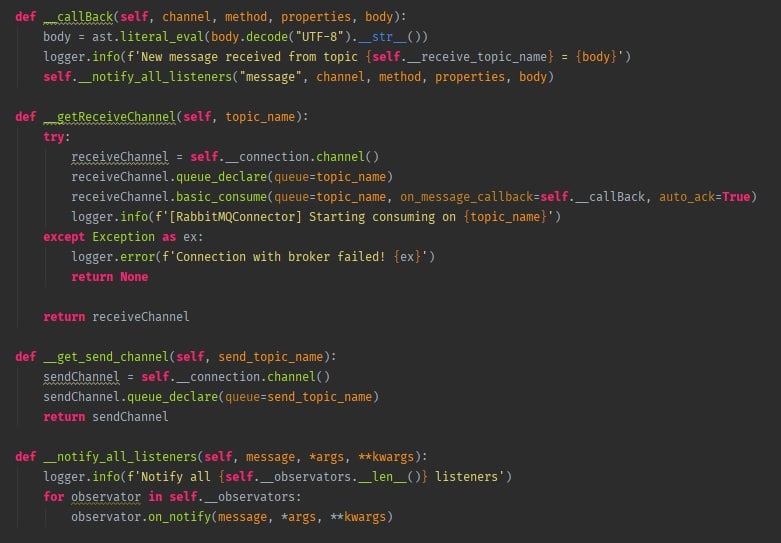 def __callBack(self, channel, method, properties, body):
    body = ast.literal_eval(body.decode("UTF-8").__str__())
    logger.info(f'New message received from topic {self.__receive_topic_name} = {body}')
    self.__notify_all_listeners("message", channel, method, properties, body)

def __getReceiveChannel(self, topic_name):
    try:
        receiveChannel = self.__connection.channel()
        receiveChannel.queue_declare(queue=topic_name)
        receiveChannel.basic_consume(queue=topic_name, on_message_callback=self.__callBack, auto_ack=True)
        logger.info(f'[RabbitMQConnector] Starting consuming on {topic_name}')
    except Exception as ex:
        logger.error(f'Connection with broker failed! {ex}')
        return None

    return receiveChannel

def __get_send_channel(self, send_topic_name):
    sendChannel = self.__connection.channel()
    sendChannel.queue_declare(queue=send_topic_name)
    return sendChannel

def __notify_all_listeners(self, message, *args, **kwargs):
    logger.info(f'Notify all {self.__observators.__len__()} listeners')
    for observator in self.__observators:
        observator.on_notify(message, *args, **kwargs)